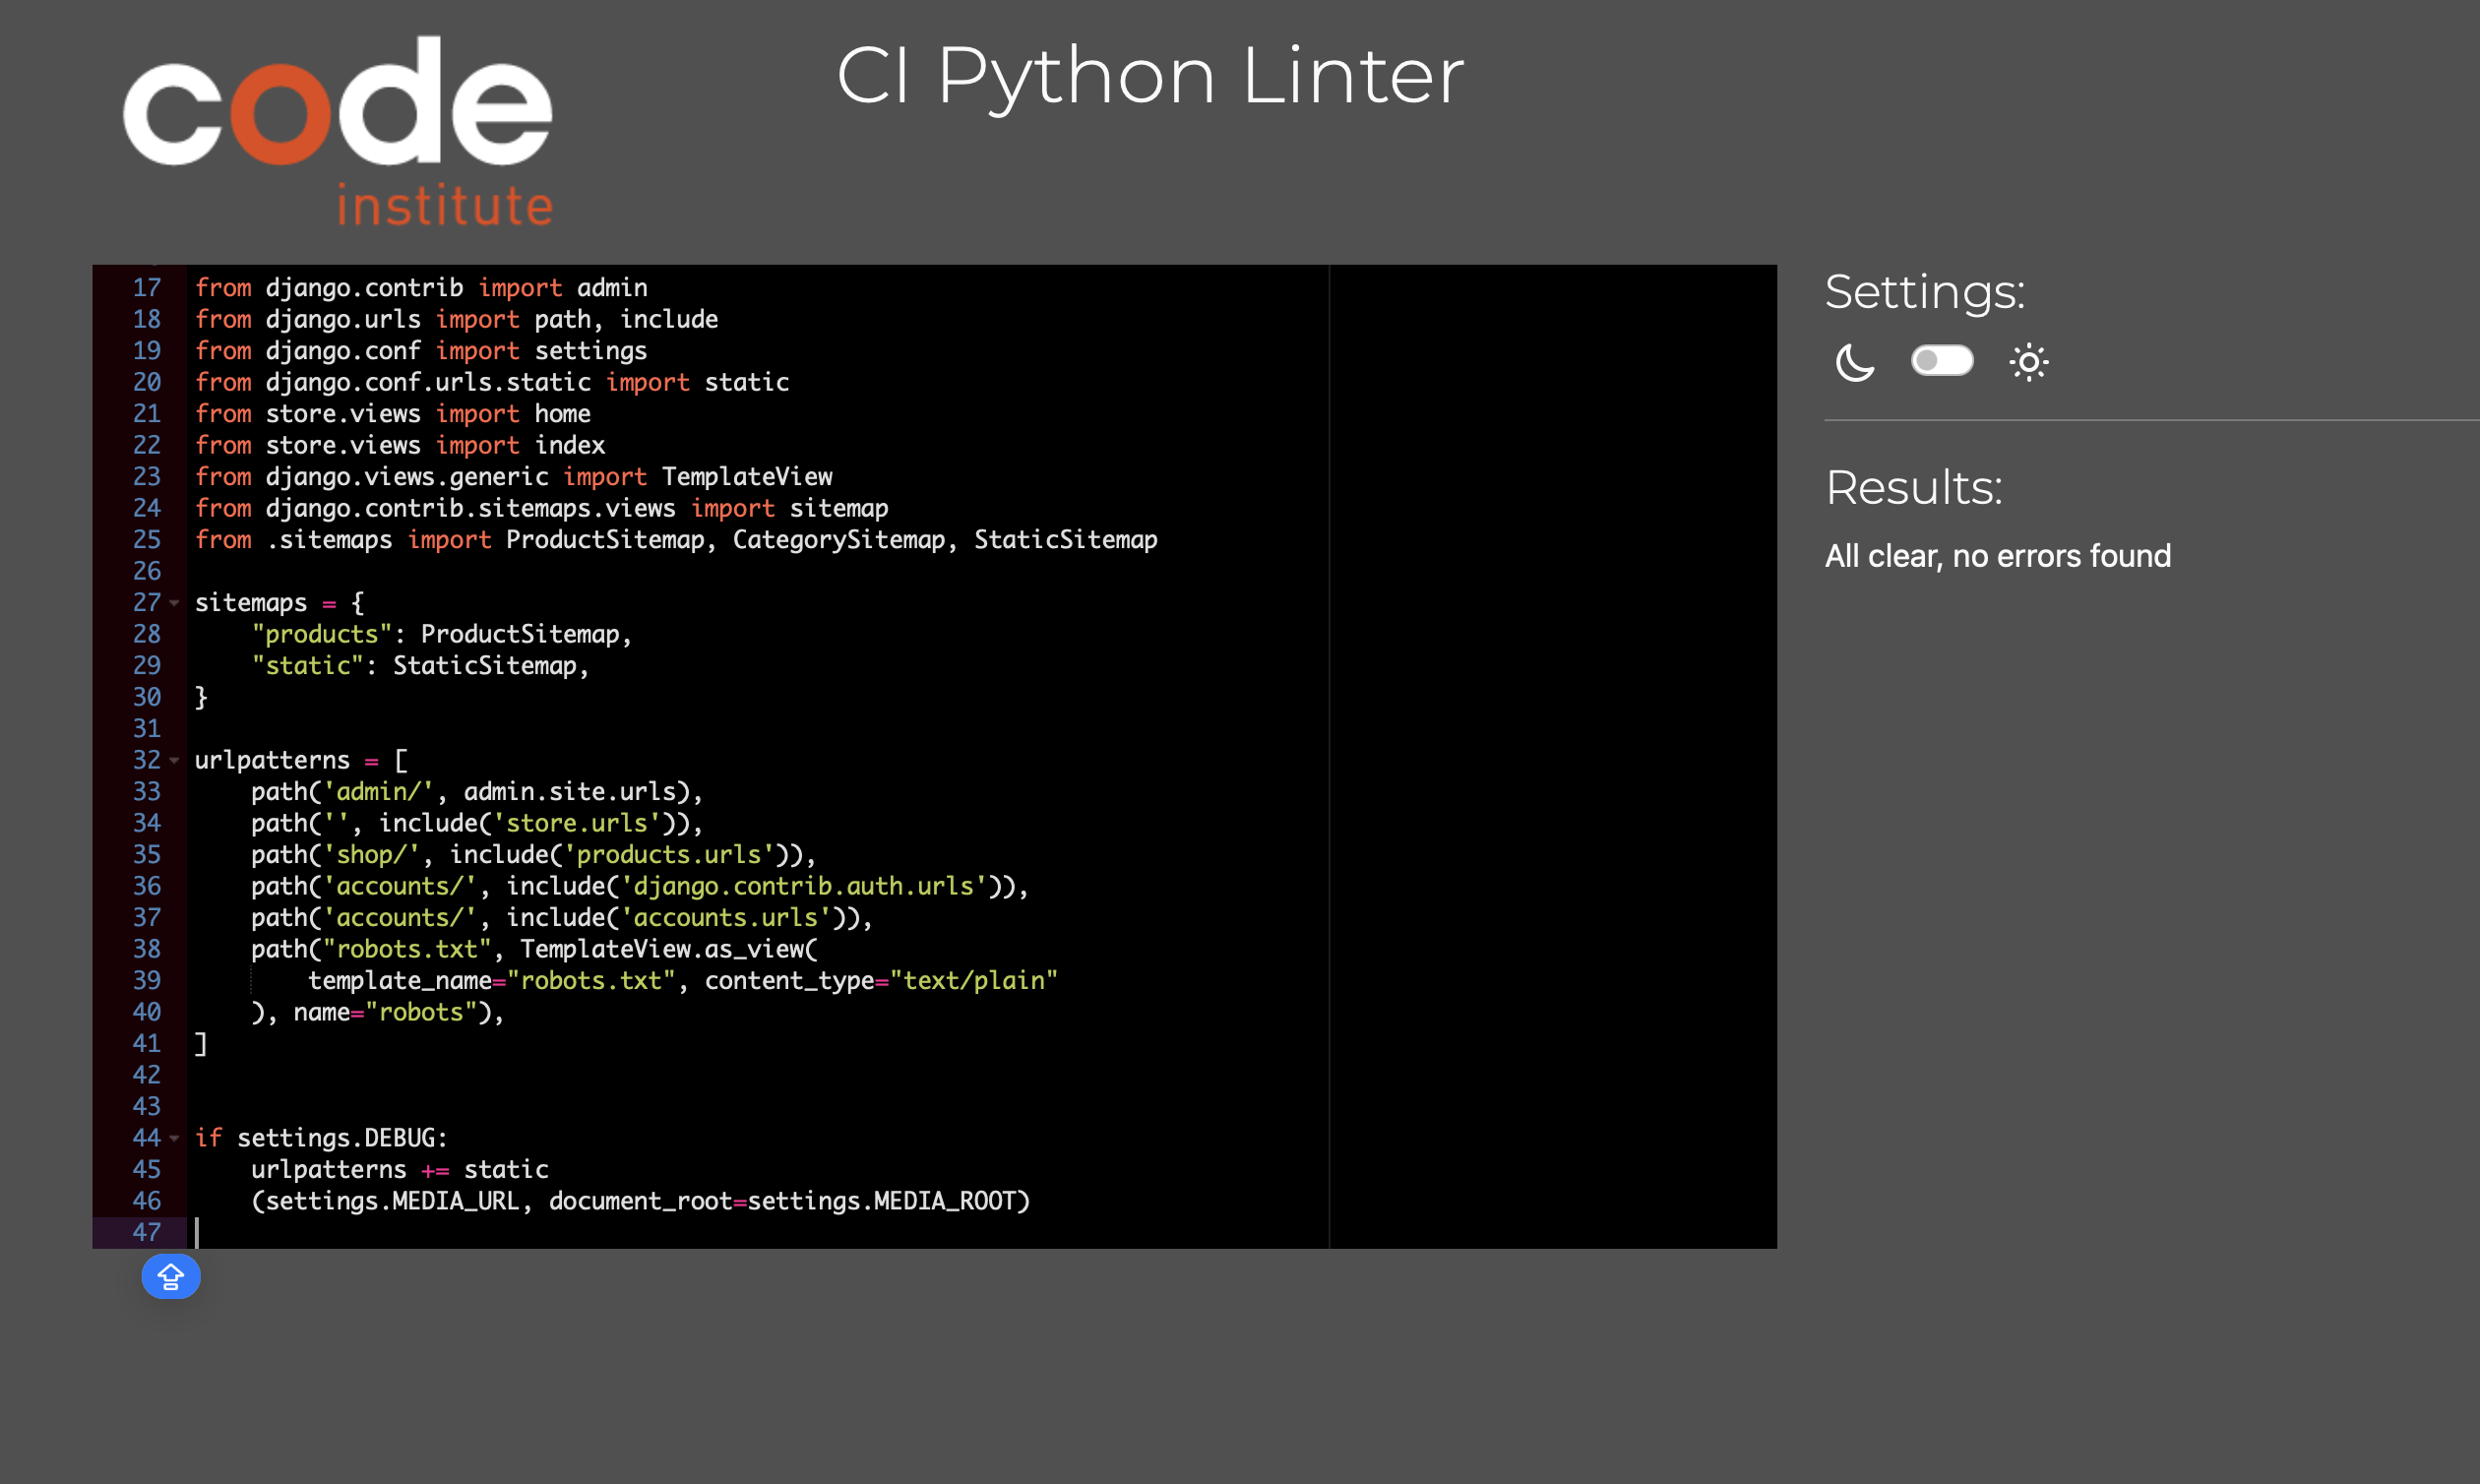 code
institute
CI Python Linter
17 from django.contrib import admin
18 from django.urls import path, include
19 from django.conf import settings
20 from django.conf.urls.static import static
21 from store.views import home
22 from store.views import index
23 from django.views.generic import TemplateView
24 from django.contrib.sitemaps.views import sitemap
25 from .sitemaps import ProductSitemap, CategorySitemap, StaticSitemap
26
27 sitemaps = {
28     "products": ProductSitemap,
29     "static": StaticSitemap,
30 }
31
32 urlpatterns = [
33     path('admin/', admin.site.urls),
34     path('', include('store.urls')),
35     path('shop/', include('products.urls')),
36     path('accounts/', include('django.contrib.auth.urls')),
37     path('accounts/', include('accounts.urls')),
38     path("robots.txt", TemplateView.as_view(
39         template_name="robots.txt", content_type="text/plain"
40     ), name="robots"),
41 ]
42
43
44 if settings.DEBUG:
45     urlpatterns += static
46     (settings.MEDIA_URL, document_root=settings.MEDIA_ROOT)
47
Settings:
Results:
All clear, no errors found